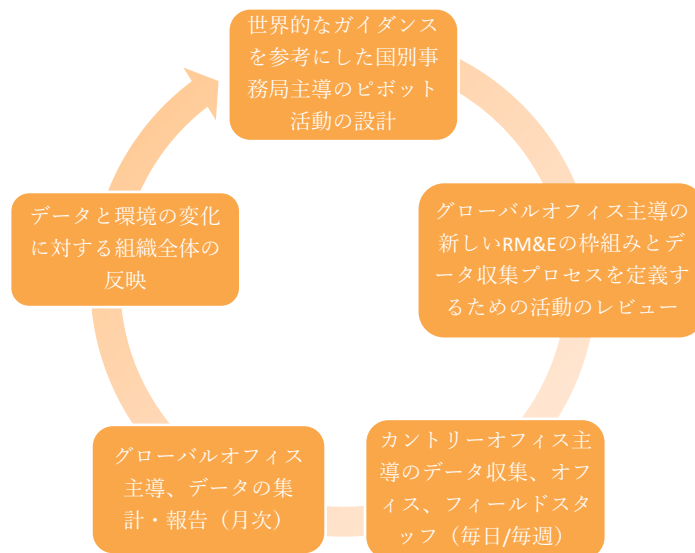 世界的なガイダンス
を参考にした国別事
務局主導のピボット
活動の設計
グローバルオフィス主導の
新しいRM&Eの枠組みとデ
ータ収集プロセスを定義す
るための活動のレビュー
カントリーオフィス主
導のデータ収集、オフ
ィス、フィールドスタ
ッフ（毎日/毎週）
グローバルオフィス
主導、データの集
計・報告（月次）
データと環境の変化
に対する組織全体の
反映